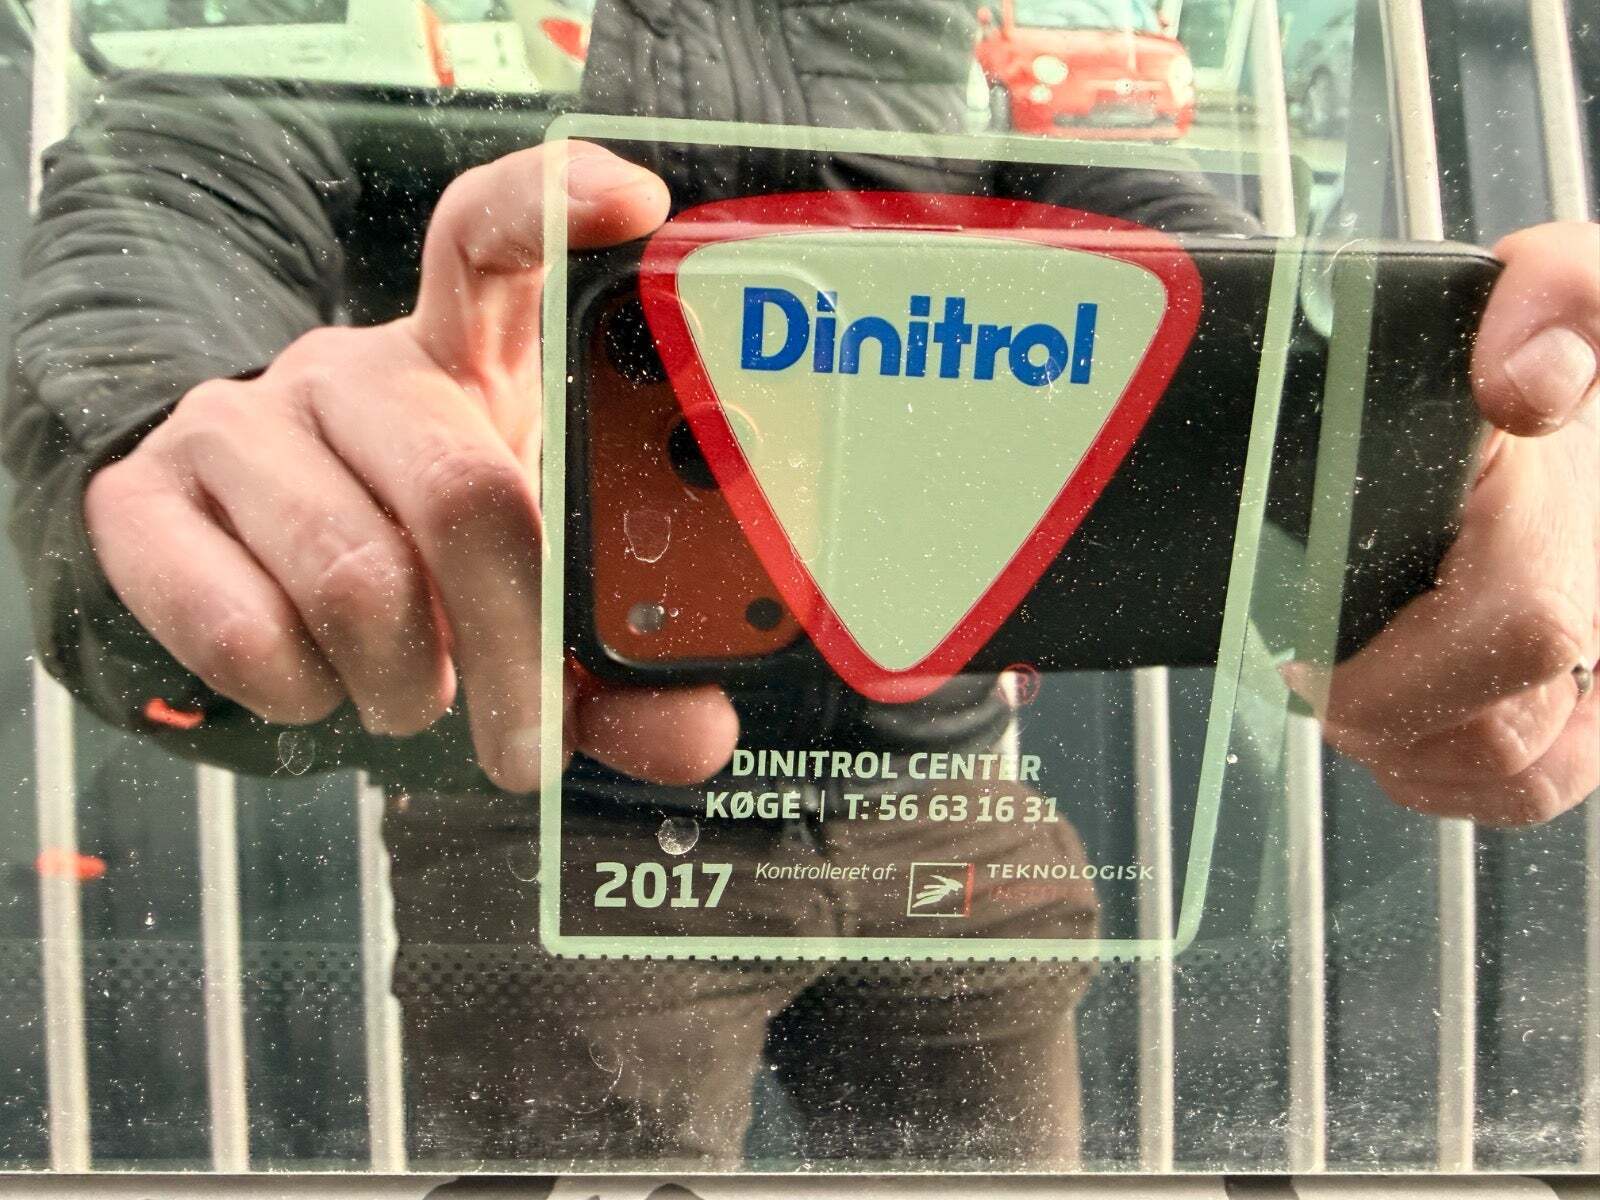 Dinitrol
®
DINITROL CENTER
KØGE | T: 56 63 16 31
2017 Kontrolleret af: TEKNOLOGISK